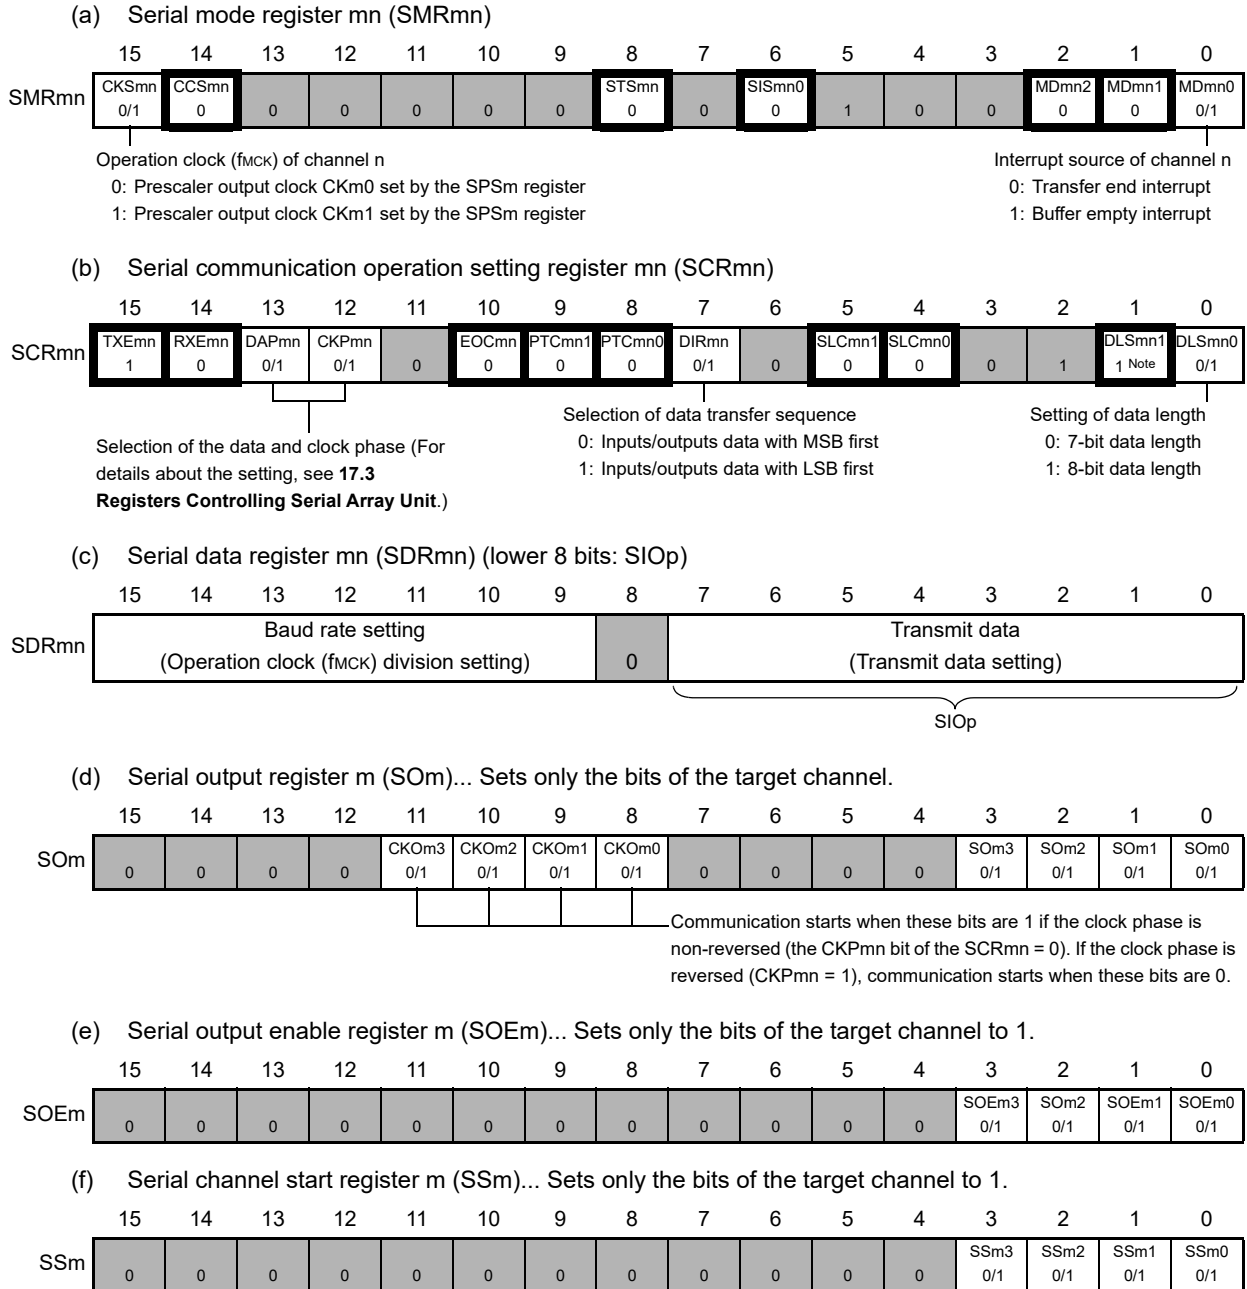 (a) Serial mode register mn (SMRmn)
15 14 13 12 11 10 9 8 7 6 5 4 3 2 1 0
SMRmn
CKSmn CCSmn STSmn SISmn0 MDmn2 MDmn1 MDmn0
0/1 0 0 0 0 0 0 0 0 0 1 0 0 0 0 0/1
Operation clock (fMCK) of channel n
0: Prescaler output clock CKm0 set by the SPSm register
1: Prescaler output clock CKm1 set by the SPSm register
Interrupt source of channel n
0: Transfer end interrupt
1: Buffer empty interrupt
(b) Serial communication operation setting register mn (SCRmn)
15 14 13 12 11 10 9 8 7 6 5 4 3 2 1 0
SCRmn
TXEmn RXEmn DAPmn CKPmn EOCmn PTCmn1 PTCmn0 DIRmn SLCmn1 SLCmn0 DLSmn1 DLSmn0
1 0 0/1 0/1 0 0 0 0 0/1 0 0 0 0 1 1 Note 0/1
Selection of the data and clock phase (For
details about the setting, see 17.3
Registers Controlling Serial Array Unit.)
Selection of data transfer sequence
0: Inputs/outputs data with MSB first
1: Inputs/outputs data with LSB first
Setting of data length
0: 7-bit data length
1: 8-bit data length
(c) Serial data register mn (SDRmn) (lower 8 bits: SIOp)
15 14 13 12 11 10 9 8 7 6 5 4 3 2 1 0
SDRmn
Baud rate setting
(Operation clock (fMCK) division setting)
0
Transmit data
(Transmit data setting)
SIOp
(d) Serial output register m (SOm)... Sets only the bits of the target channel.
15 14 13 12 11 10 9 8 7 6 5 4 3 2 1 0
SOm
CKOm3 CKOm2 CKOm1 CKOm0 SOm3 SOm2 SOm1 SOm0
0 0 0 0 0/1 0/1 0/1 0/1 0 0 0 0 0/1 0/1 0/1 0/1
Communication starts when these bits are 1 if the clock phase is
non-reversed (the CKPmn bit of the SCRmn = 0). If the clock phase is
reversed (CKPmn = 1), communication starts when these bits are 0.
(e) Serial output enable register m (SOEm)... Sets only the bits of the target channel to 1.
15 14 13 12 11 10 9 8 7 6 5 4 3 2 1 0
SOEm
SOEm3 SOm2 SOEm1 SOEm0
0 0 0 0 0 0 0 0 0 0 0 0 0/1 0/1 0/1 0/1
(f) Serial channel start register m (SSm)... Sets only the bits of the target channel to 1.
15 14 13 12 11 10 9 8 7 6 5 4 3 2 1 0
SSm
SSm3 SSm2 SSm1 SSm0
0 0 0 0 0 0 0 0 0 0 0 0 0/1 0/1 0/1 0/1